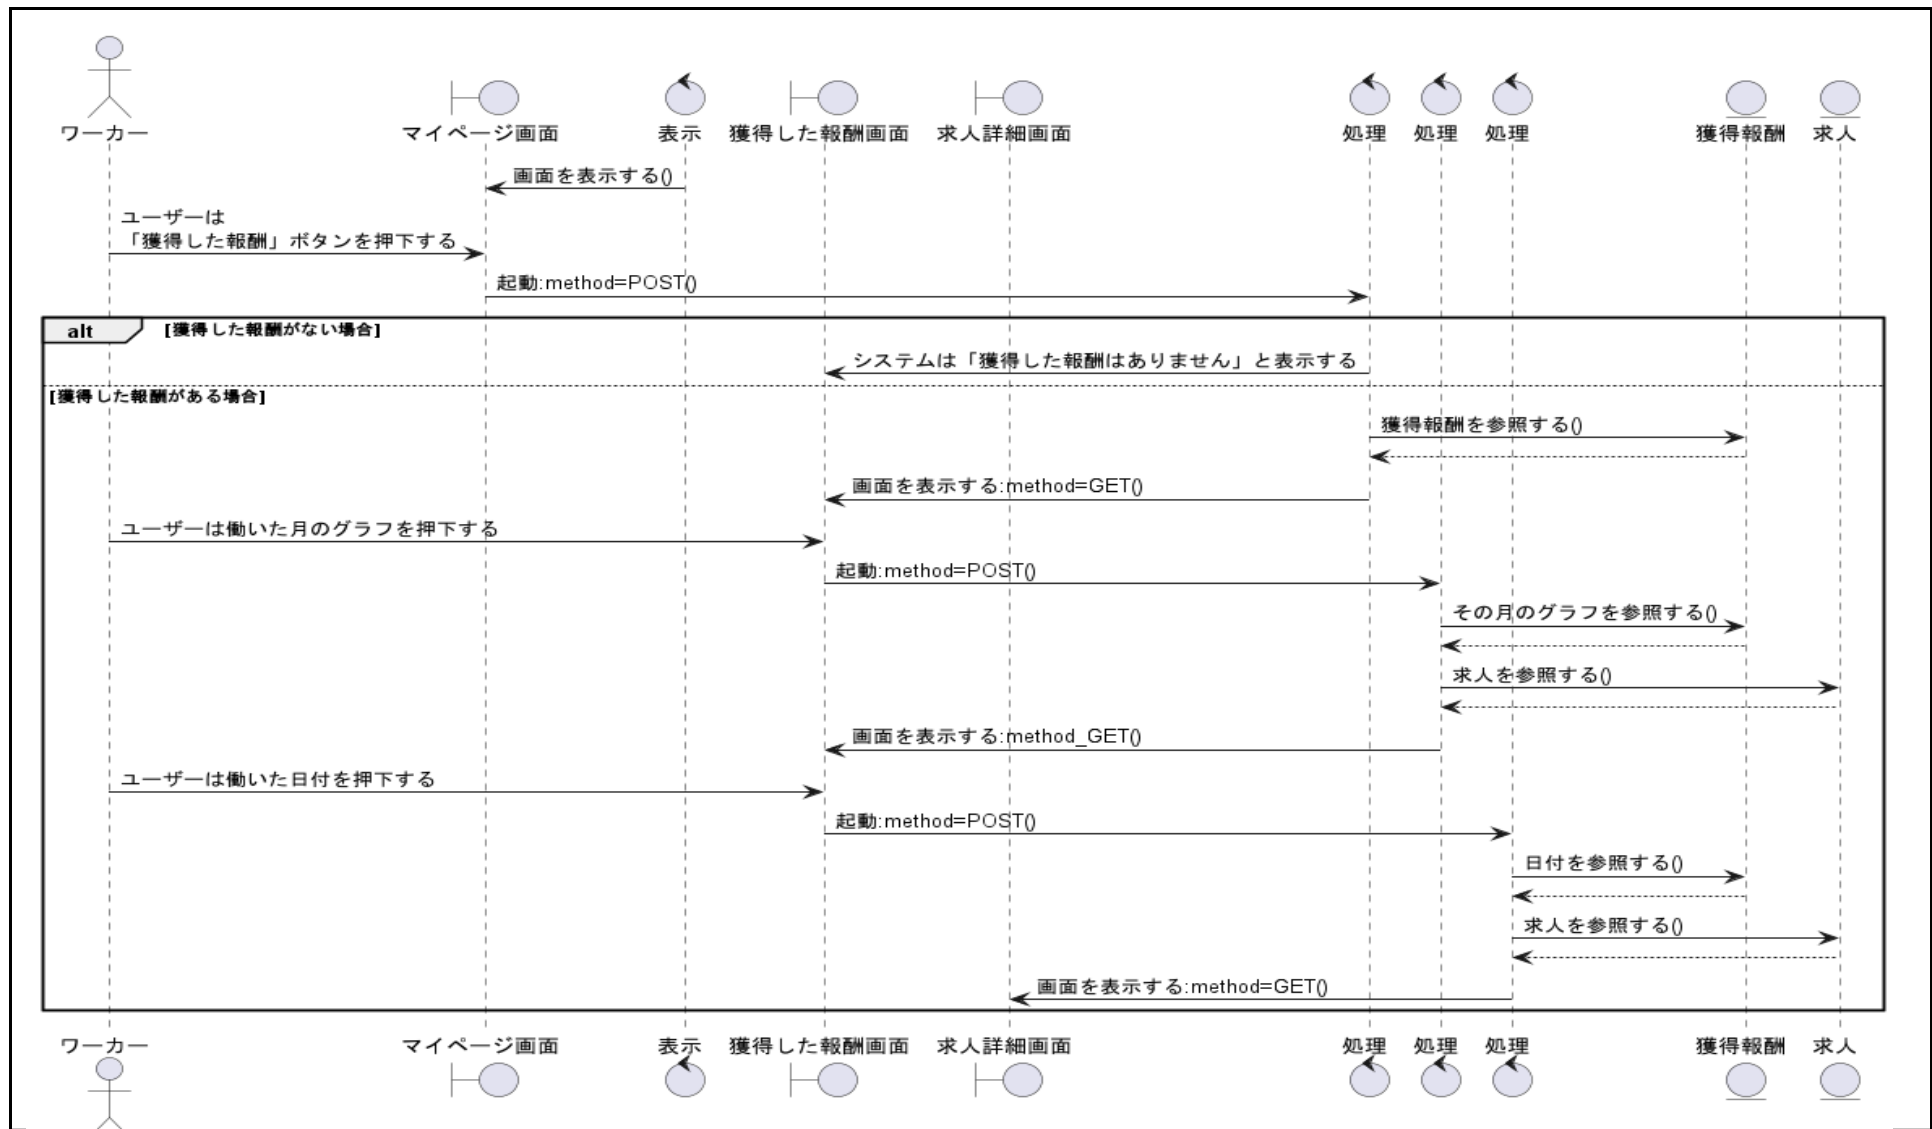 ワーカー
マイページ画面
表示
獲得した報酬画面
求人詳細画面
処理
処理
処理
獲得報酬
求人
画面を表示する()
ユーザーは
「獲得した報酬」ボタンを押下する
起動:method=POST()
alt
[獲得した報酬がない場合]
システムは「獲得した報酬はありません」と表示する
[獲得した報酬がある場合]
獲得報酬を参照する()
画面を表示する:method=GET()
ユーザーは働いた月のグラフを押下する
起動:method=POST()
その月のグラフを参照する()
求人を参照する()
画面を表示する:method_GET()
ユーザーは働いた日付を押下する
起動:method=POST()
日付を参照する()
求人を参照する()
画面を表示する:method=GET()
ワーカー
マイページ画面
表示
獲得した報酬画面
求人詳細画面
処理
処理
処理
獲得報酬
求人